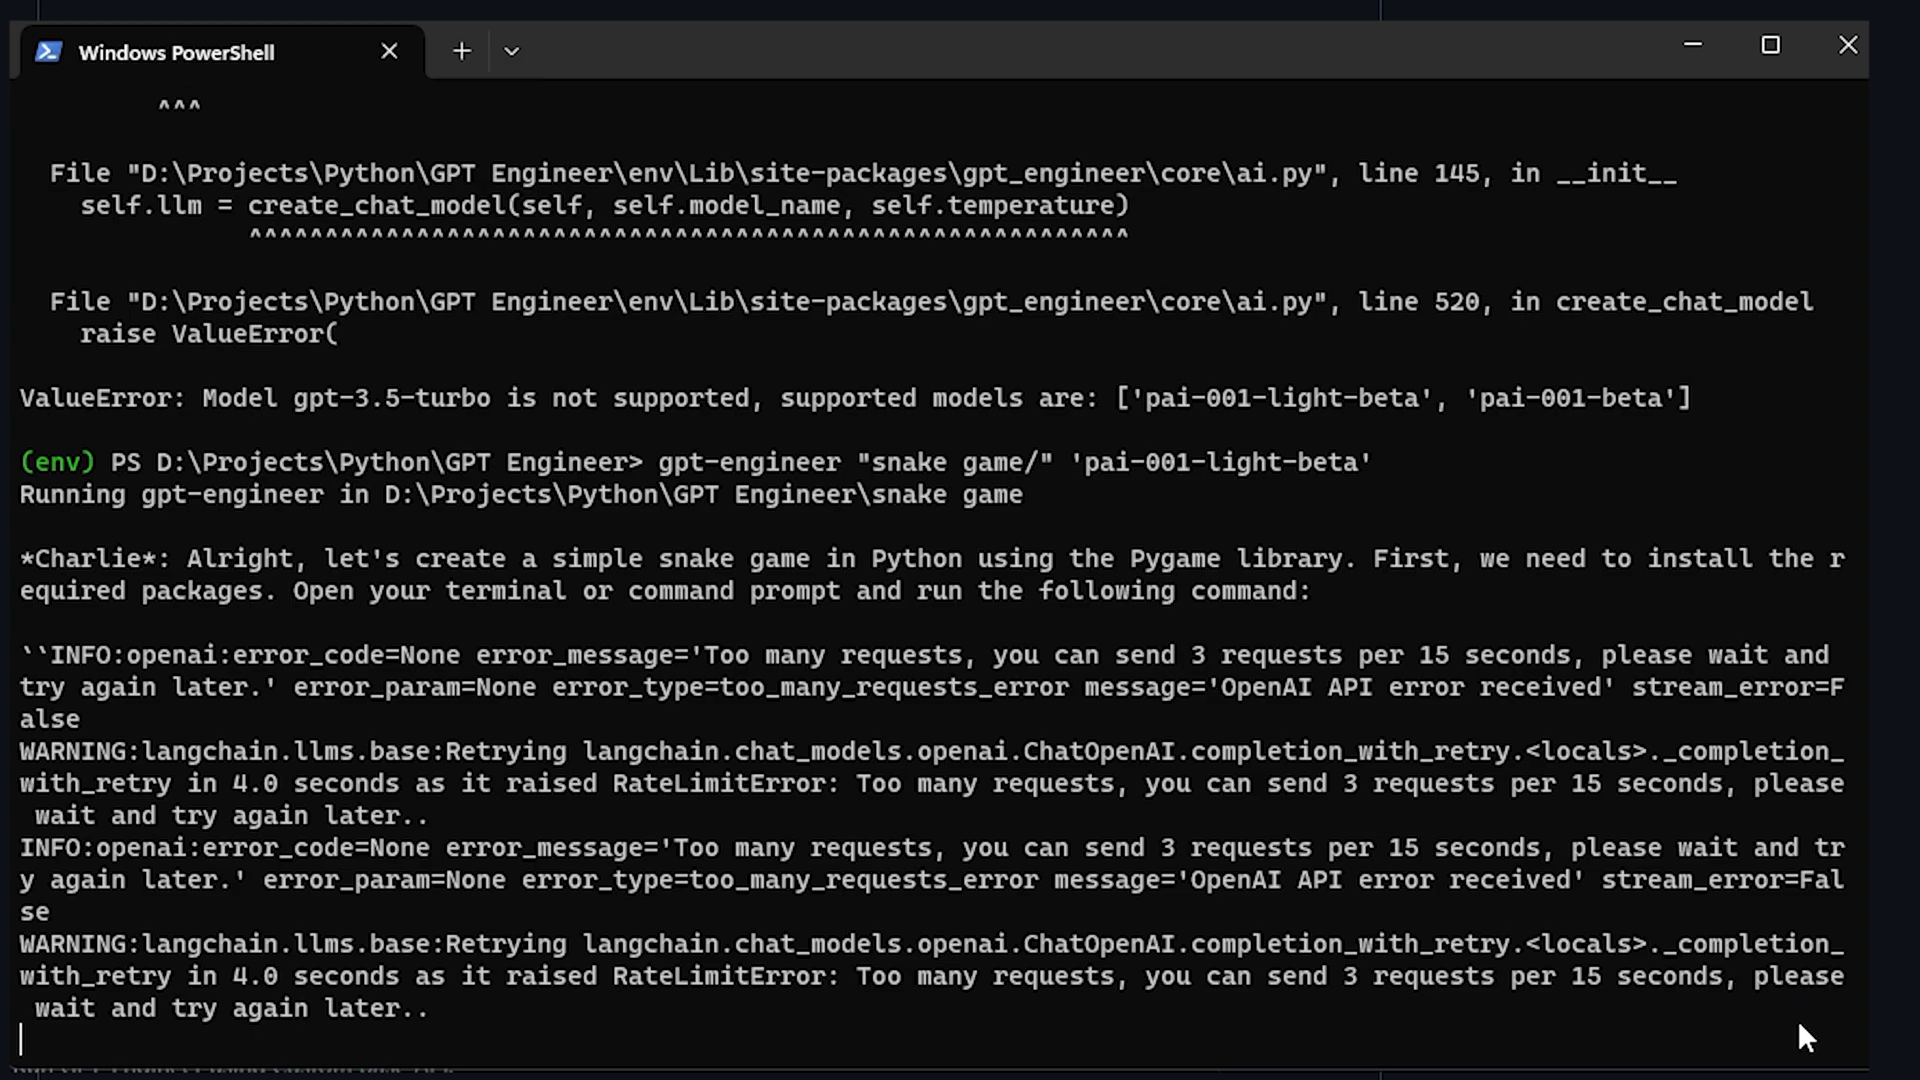 Windows PowerShell
^^^
File "D:\Projects\Python\GPT Engineer\env\Lib\site-packages\gpt_engineer\core\ai.py", line 145, in __init__
self.llm = create_chat_model(self, self.model_name, self.temperature)
^^^^^^^^^^^^^^^^^^^^^^^^^^^^^^^^^^^^^^^^^^^^^^^^^^^^^^^^^^
File "D:\Projects\Python\GPT Engineer\env\Lib\site-packages\gpt_engineer\core\ai.py", line 520, in create_chat_model
raise ValueError(
ValueError: Model gpt-3.5-turbo is not supported, supported models are: ['pai-001-light-beta', 'pai-001-beta']
(env) PS D:\Projects\Python\GPT Engineer> gpt-engineer "snake game/" 'pai-001-light-beta'
Running gpt-engineer in D:\Projects\Python\GPT Engineer\snake game
*Charlie*: Alright, let's create a simple snake game in Python using the Pygame library. First, we need to install the r
equired packages. Open your terminal or command prompt and run the following command:
``INFO:openai:error_code=None error_message='Too many requests, you can send 3 requests per 15 seconds, please wait and
try again later.' error_param=None error_type=too_many_requests_error message='OpenAI API error received' stream_error=F
alse
WARNING:langchain.llms.base:Retrying langchain.chat_models.openai.ChatOpenAI.completion_with_retry.<locals>._completion_
with_retry in 4.0 seconds as it raised RateLimitError: Too many requests, you can send 3 requests per 15 seconds, please
wait and try again later..
INFO:openai:error_code=None error_message='Too many requests, you can send 3 requests per 15 seconds, please wait and tr
y again later.' error_param=None error_type=too_many_requests_error message='OpenAI API error received' stream_error=Fal
se
WARNING:langchain.llms.base:Retrying langchain.chat_models.openai.ChatOpenAI.completion_with_retry.<locals>._completion_
with_retry in 4.0 seconds as it raised RateLimitError: Too many requests, you can send 3 requests per 15 seconds, please
wait and try again later..